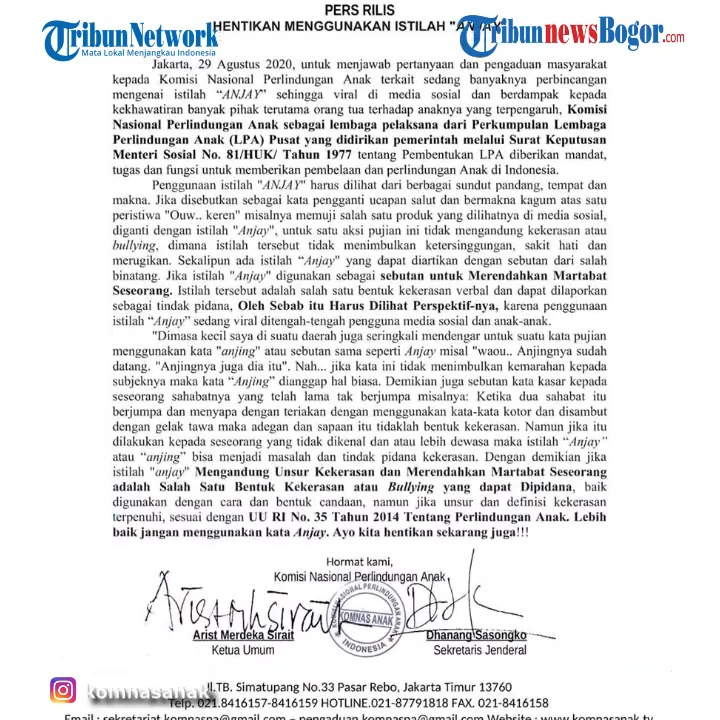 PERS RILIS
HENTIKAN MENGGUNAKAN ISTILAH "ANJAY"
TribunNetwork
Mata Lokal Menjangkau Indonesia
TribunnewsBogor.com
Jakarta, 29 Agustus 2020, untuk menjawab pertanyaan dan pengaduan masyarakat
kepada Komisi Nasional Perlindungan Anak terkait sedang banyaknya perbincangan
mengenai istilah “ANJAY” sehingga viral di media sosial dan berdampak kepada
kekhawatiran banyak pihak terutama orang tua terhadap anaknya yang terpengaruh, Komisi
Nasional Perlindungan Anak sebagai lembaga pelaksana dari Perkumpulan Lembaga
Perlindungan Anak (LPA) Pusat yang didirikan pemerintah melalui Surat Keputusan
Menteri Sosial No. 81/HUK/ Tahun 1977 tentang Pembentukan LPA diberikan mandat,
tugas dan fungsi untuk memberikan pembelaan dan perlindungan Anak di Indonesia.
Penggunaan istilah "ANJAY" harus dilihat dari berbagai sundut pandang, tempat dan
makna. Jika disebutkan sebagai kata pengganti ucapan salut dan bermakna kagum atas satu
peristiwa "Ouw.. keren" misalnya memuji salah satu produk yang dilihatnya di media sosial,
diganti dengan istilah "Anjay", untuk satu aksi pujian ini tidak mengandung kekerasan atau
bullying, dimana istilah tersebut tidak menimbulkan ketersinggungan, sakit hati dan
merugikan. Sekalipun ada istilah “Anjay" yang dapat diartikan dengan sebutan dari salah
binatang. Jika istilah "Anjay" digunakan sebagai sebutan untuk Merendahkan Martabat
Seseorang. Istilah tersebut adalah salah satu bentuk kekerasan verbal dan dapat dilaporkan
sebagai tindak pidana, Oleh Sebab itu Harus Dilihat Perspektif-nya, karena penggunaan
istilah “Anjay” sedang viral ditengah-tengah pengguna media sosial dan anak-anak.
"Dimasa kecil saya di suatu daerah juga seringkali mendengar untuk suatu kata pujian
menggunakan kata "anjing" atau sebutan sama seperti Anjay misal "waou.. Anjingnya sudah
datang. "Anjingnya juga dia itu". Nah... jika kata ini tidak menimbulkan kemarahan kepada
subjeknya maka kata “Anjing” dianggap hal biasa. Demikian juga sebutan kata kasar kepada
seseorang sahabatnya yang telah lama tak berjumpa misalnya: Ketika dua sahabat itu
berjumpa dan menyapa dengan teriakan dengan menggunakan kata-kata kotor dan disambut
dengan gelak tawa maka adegan dan sapaan itu tidaklah bentuk kekerasan. Namun jika itu
dilakukan kepada seseorang yang tidak dikenal dan atau lebih dewasa maka istilah “Anjay”
atau “anjing” bisa menjadi masalah dan tindak pidana kekerasan. Dengan demikian jika
istilah "anjay" Mengandung Unsur Kekerasan dan Merendahkan Martabat Seseorang
adalah Salah Satu Bentuk Kekerasan atau Bullying yang dapat Dipidana, baik
digunakan dengan cara dan bentuk candaan, namun jika unsur dan definisi kekerasan
terpenuhi, sesuai dengan UU RI No. 35 Tahun 2014 Tentang Perlindungan Anak. Lebih
baik jangan menggunakan kata Anjay. Ayo kita hentikan sekarang juga!!!
Hormat kami,
Komisi Nasional Perlindungan Anak
KOMISI NASIONAL PERLINDUNGAN
KOMNAS ANAK
INDONESIA
Arist Merdeka Sirait
Ketua Umum
Dhanang Sasongko
Sekretaris Jenderal
komnasanak
Jl.TB. Simatupang No.33 Pasar Rebo, Jakarta Timur 13760
Telp. 021.8416157-8416159 HOTLINE.021-87791818 FAX. 021-8416158
Email : sekretariat.komnaspa@gmail.com – pengaduan.komnaspa@gmail.com Website : www.komnasanak.tv